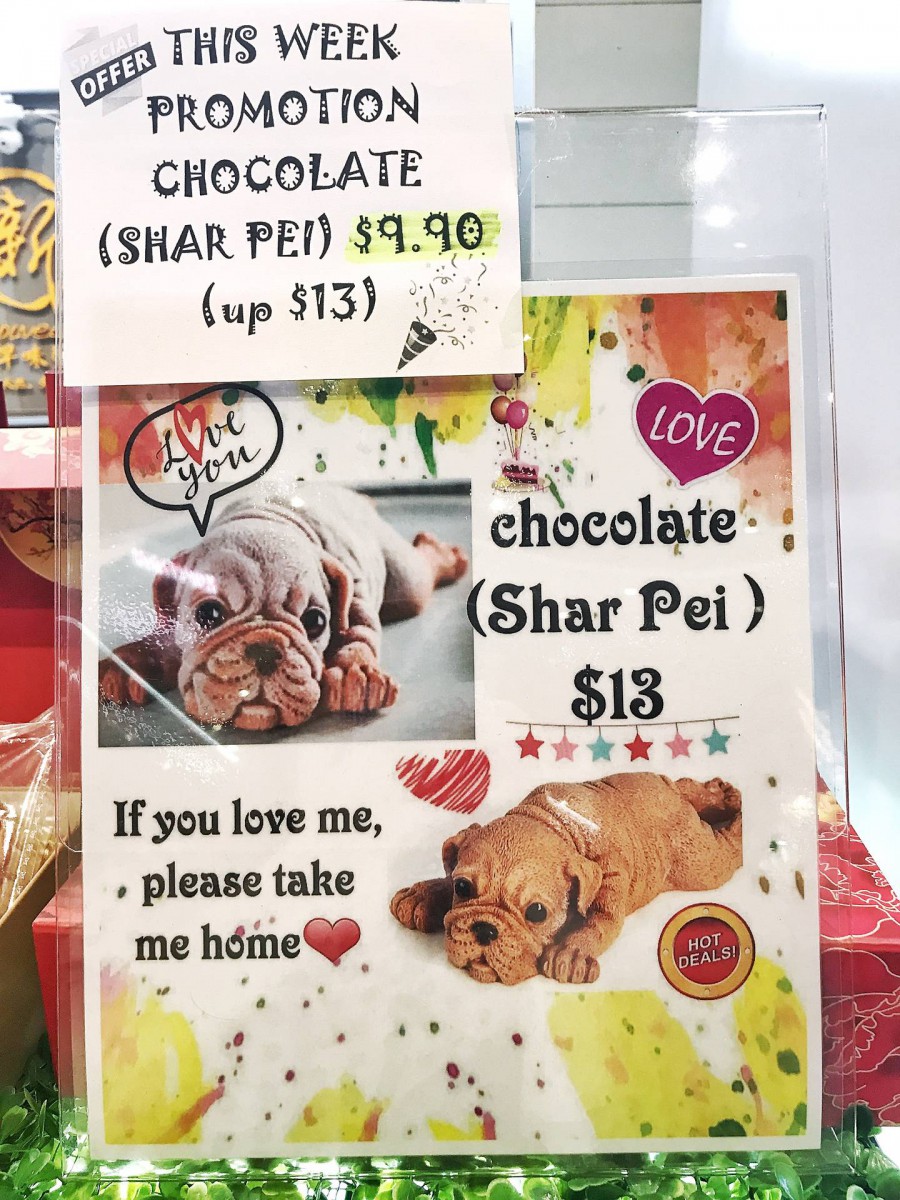 SPECIAL
OFFER
THIS WEEK
PROMOTION
CHOCOLATE
(SHAR PEI) $9.90
(up $13)
Love
you
LOVE
chocolate
(Shar Pei )
$13
If you love me,
please take
me home
HOT
DEALS!
新